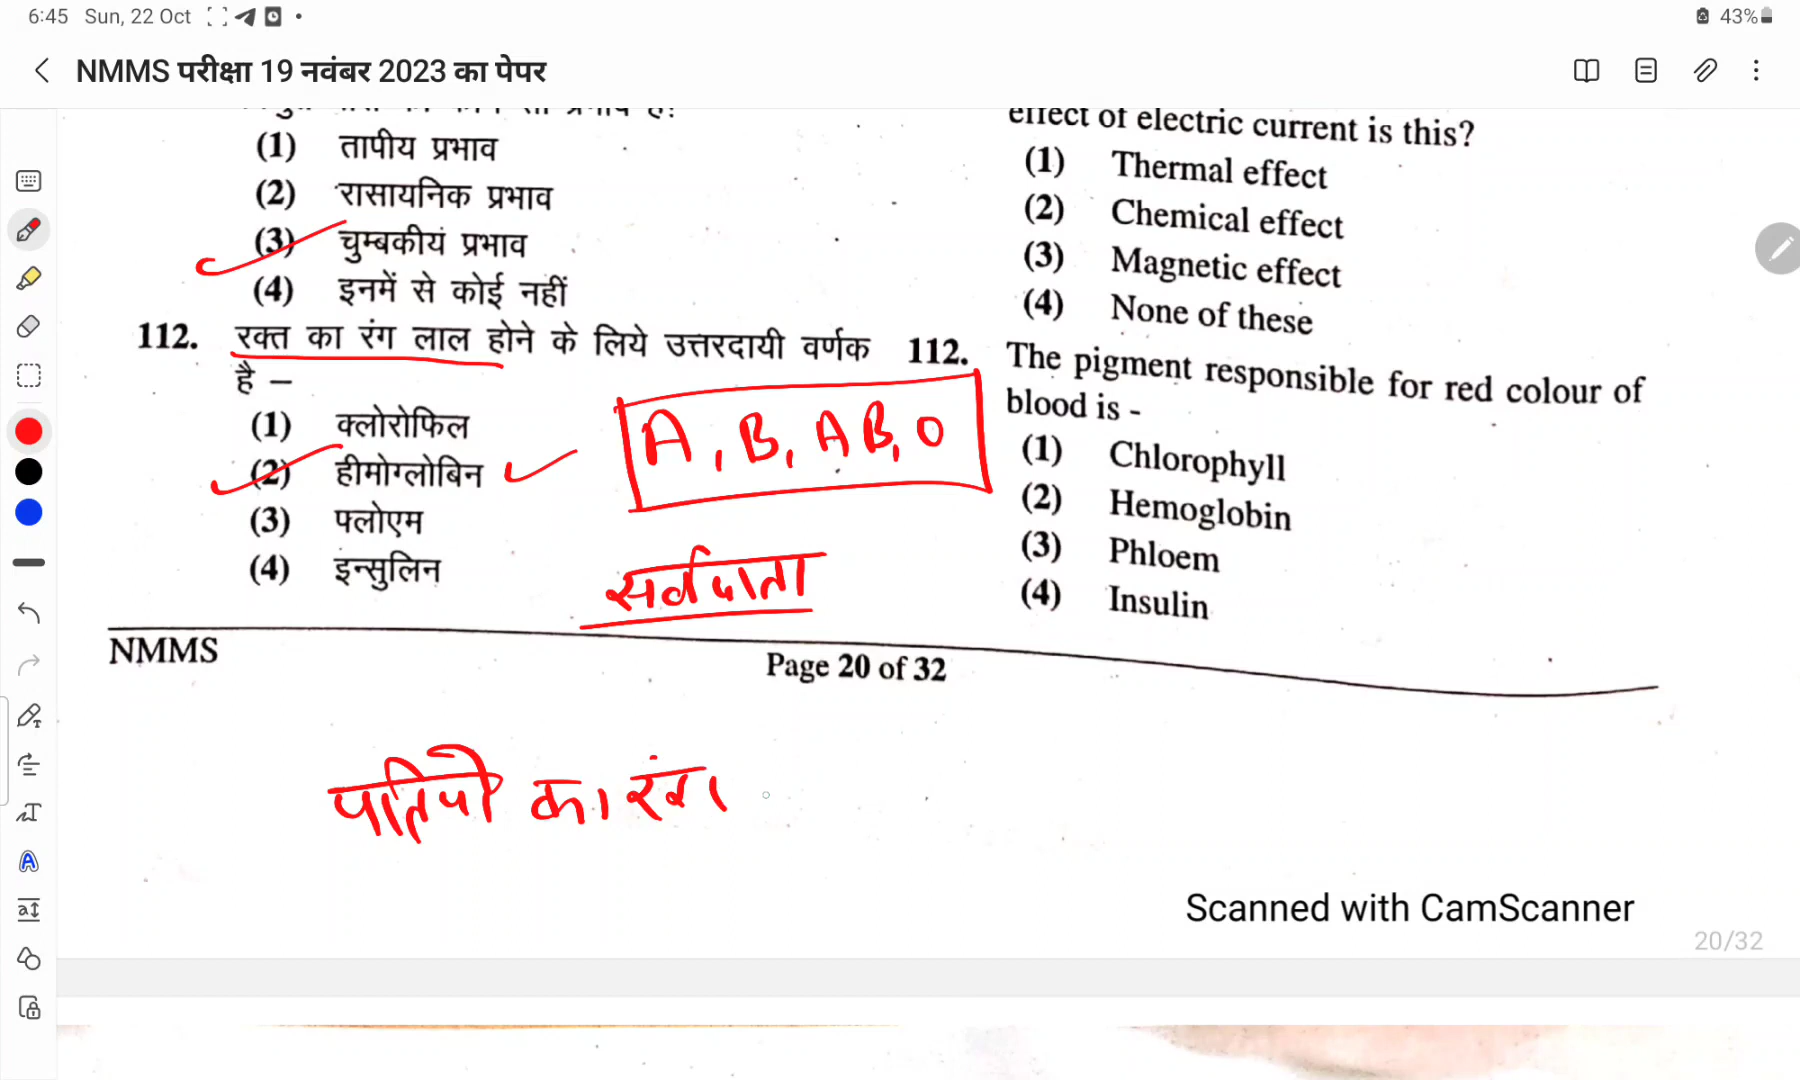 6:45 Sun, 22 Oct
43%
NMMS परीक्षा 19 नवंबर 2023 का पेपर
(1) तापीय प्रभाव
(2) रासायनिक प्रभाव
(3) चुम्बकीय प्रभाव
(4) इनमें से कोई नहीं
112. रक्त का रंग लाल होने के लिये उत्तरदायी वर्णक
है –
(1) क्लोरोफिल
(2) हीमोग्लोबिन
(3) फ्लोएम
(4) इन्सुलिन
A, B, AB, O
सर्वदाता
effect of electric current is this?
(1) Thermal effect
(2) Chemical effect
(3) Magnetic effect
(4) None of these
112. The pigment responsible for red colour of
blood is -
(1) Chlorophyll
(2) Hemoglobin
(3) Phloem
(4) Insulin
NMMS
Page 20 of 32
का रंग
Scanned with CamScanner
20/32